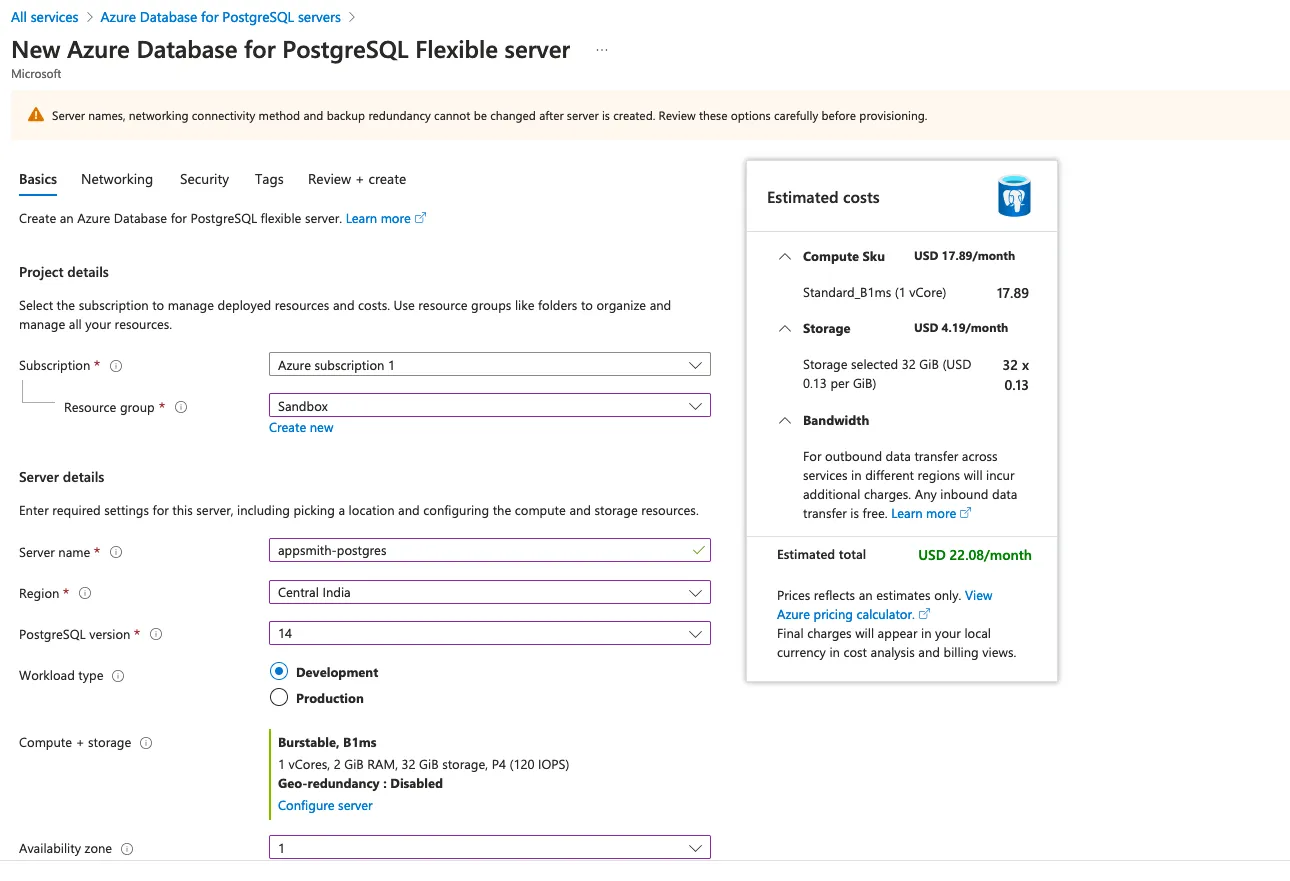 All services > Azure Database for PostgreSQL servers >
New Azure Database for PostgreSQL Flexible server ...
Microsoft
Server names, networking connectivity method and backup redundancy cannot be changed after server is created. Review these options carefully before provisioning.
Basics Networking Security Tags Review + create
Create an Azure Database for PostgreSQL flexible server. Learn more
Project details
Select the subscription to manage deployed resources and costs. Use resource groups like folders to organize and
manage all your resources.
Subscription * Azure subscription 1
Resource group * Sandbox
Create new
Server details
Enter required settings for this server, including picking a location and configuring the compute and storage resources.
Server name * appsmith-postgres
Region * Central India
PostgreSQL version * 14
Workload type Development
Production
Compute + storage Burstable, B1ms
1 vCores, 2 GiB RAM, 32 GiB storage, P4 (120 IOPS)
Geo-redundancy : Disabled
Configure server
Availability zone 1
Estimated costs
Compute Sku USD 17.89/month
Standard_B1ms (1 vCore) 17.89
Storage USD 4.19/month
Storage selected 32 GiB (USD 32 x
0.13 per GiB) 0.13
Bandwidth
For outbound data transfer across
services in different regions will incur
additional charges. Any inbound data
transfer is free. Learn more
Estimated total USD 22.08/month
Prices reflects an estimates only. View
Azure pricing calculator.
Final charges will appear in your local
currency in cost analysis and billing views.